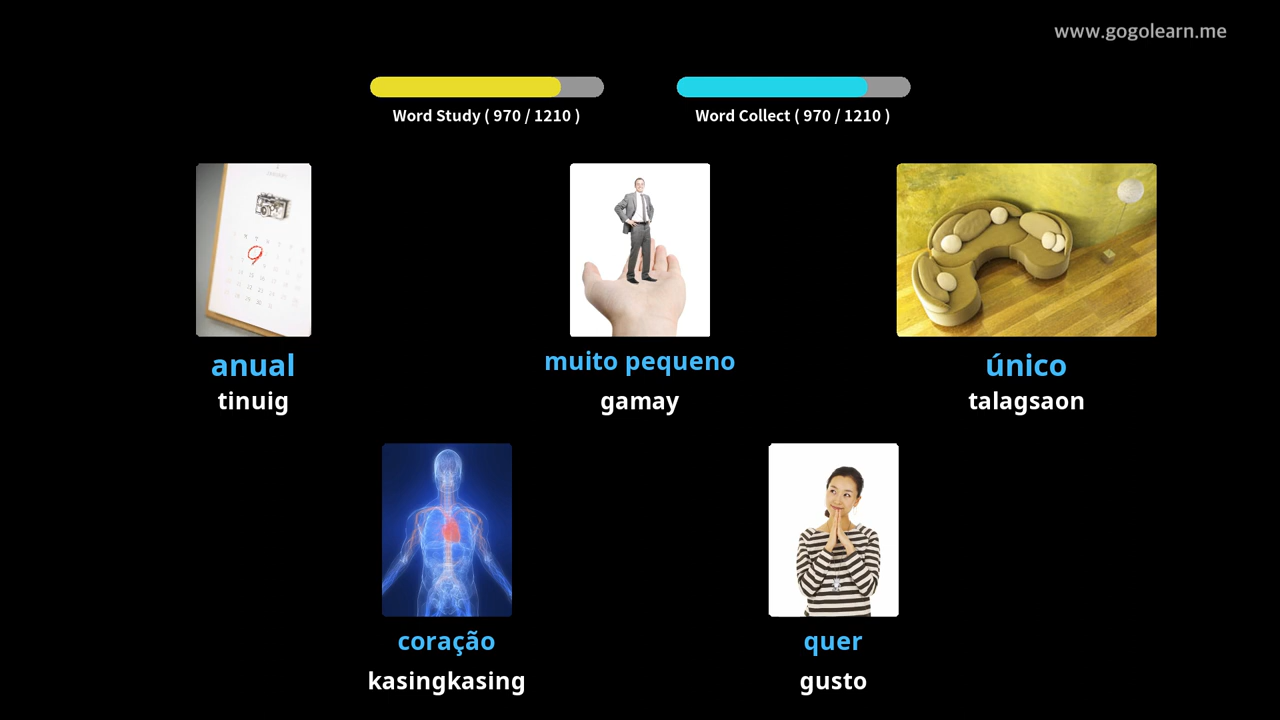 www.gogolearn.me
Word Study ( 970 / 1210 )
Word Collect ( 970 / 1210 )
anual
tinuig
muito pequeno
gamay
único
talagsaon
coração
kasingkasing
quer
gusto